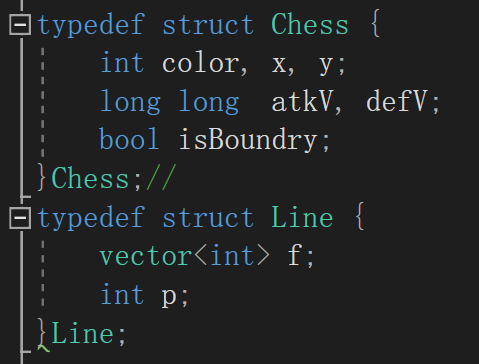 typedef struct Chess {
    int color, x, y;
    long long  atkV, defV;
    bool isBoundry;
}Chess;//
typedef struct Line {
    vector<int> f;
    int p;
}Line;